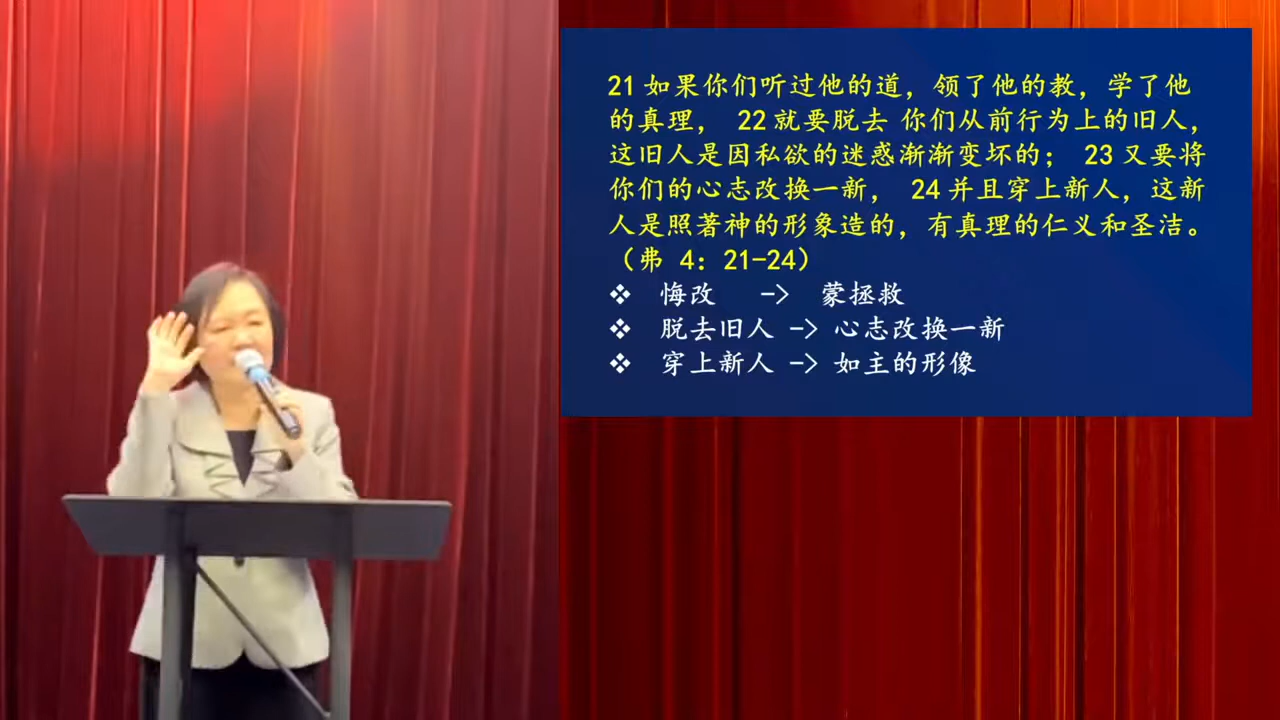 21 如果你们听过他的道，领了他的教，学了他
的真理， 22 就要脱去 你们从前行为上的旧人，
这旧人是因私欲的迷惑渐渐变坏的； 23 又要将
你们的心志改换一新， 24 并且穿上新人，这新
人是照著神的形象造的，有真理的仁义和圣洁。
（弗 4：21-24）
❖ 悔改 -> 蒙拯救
❖ 脱去旧人 -> 心志改换一新
❖ 穿上新人 -> 如主的形像